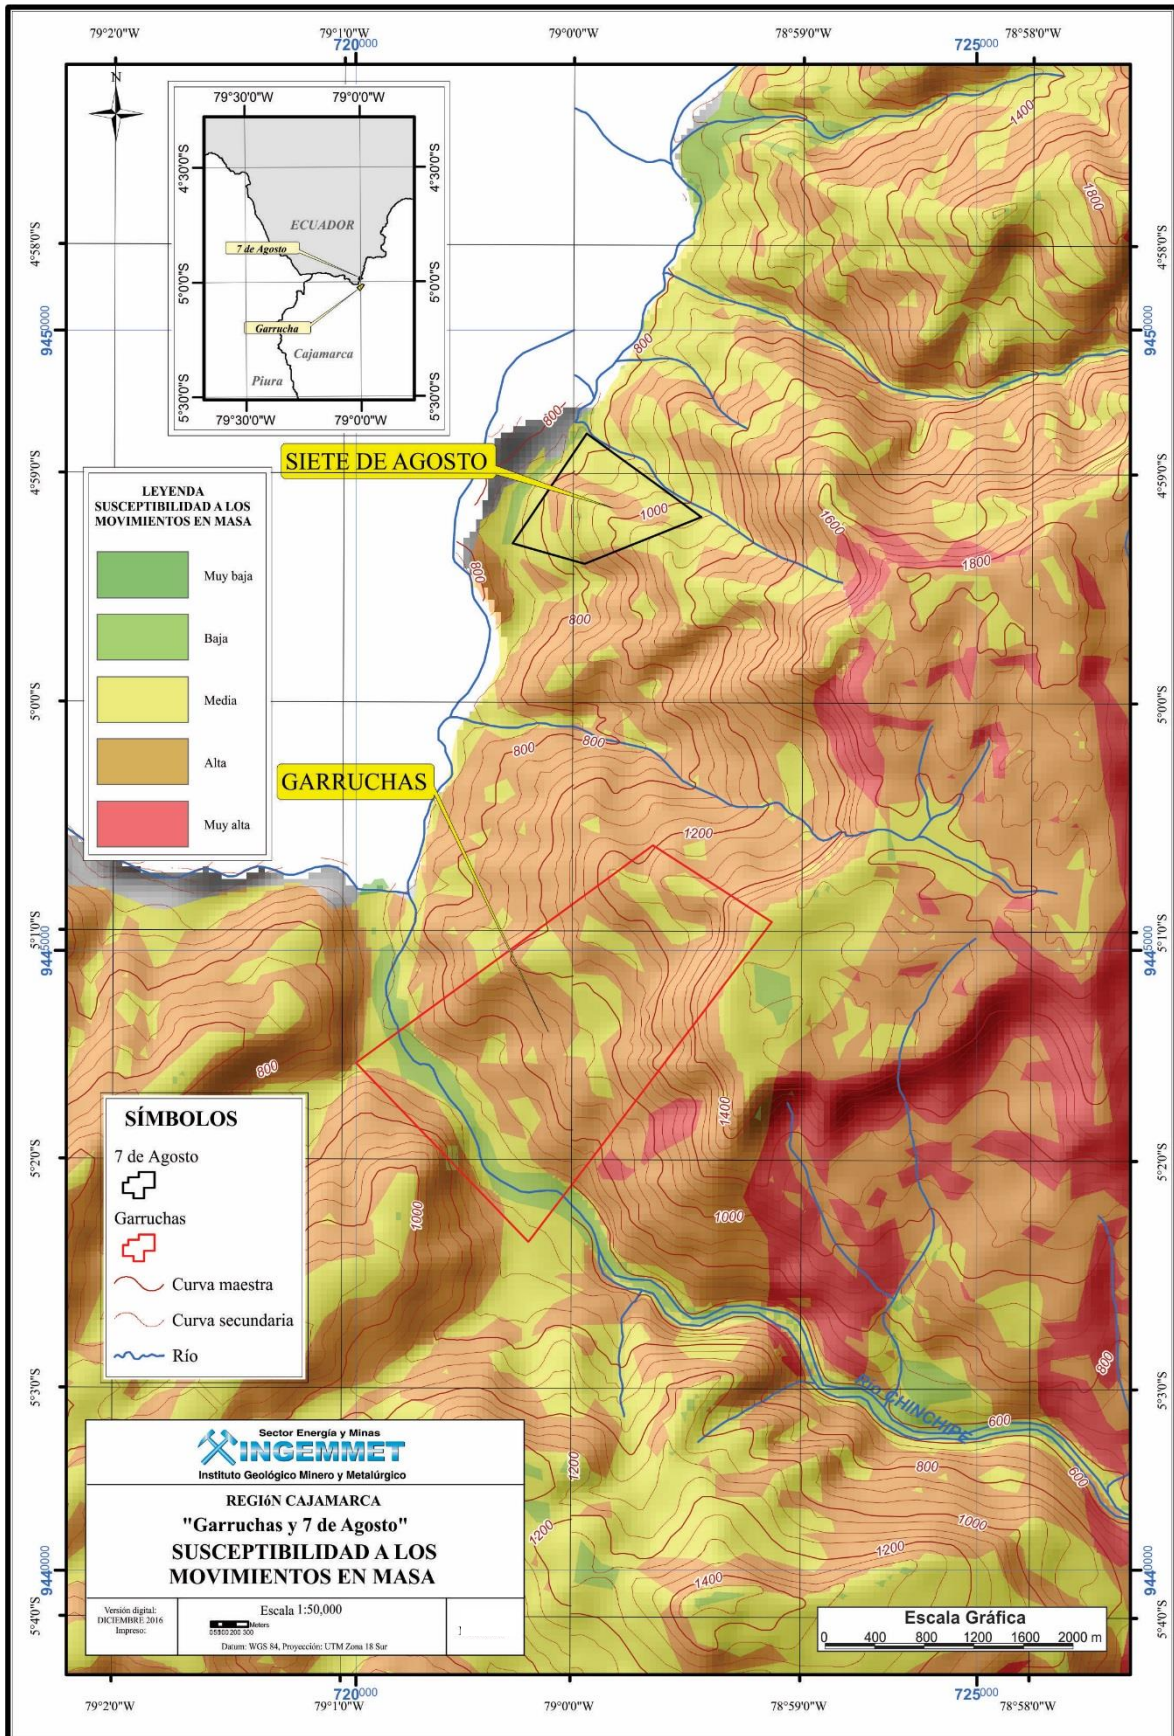 79°2'0"W
79°1'0"W
79°0'0"W
78°59'0"W
78°58'0"W
720000
725000
N
79°30'0"W
79°00'0"W
4°30'0"S
4°30'0"S
ECUADOR
7 de Agosto
5°0'0"S
5°0'0"S
Garrucha
Cajamarca
Piura
5°30'0"S
5°30'0"S
79°30'0"W
79°0'0"W
1400
1800
4°58'0"S
4°58'0"S
9450000
9450000
800
800
SIETE DE AGOSTO
4°59'0"S
4°59'0"S
1000
1600
1800
800
800
LEYENDA
SUSCEPTIBILIDAD A LOS
MOVIMIENTOS EN MASA
Muy baja
Baja
Media
Alta
Muy alta
5°0'0"S
5°0'0"S
800
800
GARRUCHAS
1200
5°1'0"S
5°1'0"S
9445000
9445000
800
1400
SÍMBOLOS
7 de Agosto
Garruchas
Curva maestra
Curva secundaria
Río
5°2'0"S
5°2'0"S
1000
1000
800
5°3'0"S
5°3'0"S
RÍO CHINCHIPE
600
600
800
1000
1200
1200
1200
1400
Sector Energía y Minas
INGEMMET
Instituto Geológico Minero y Metalúrgico
REGIóN CAJAMARCA
"Garruchas y 7 de Agosto"
SUSCEPTIBILIDAD A LOS
MOVIMIENTOS EN MASA
Versión digital:
DICIEMBRE 2016
Impreso:
Escala 1:50,000
Meters
Datum: WGS 84, Proyección: UTM Zona 18 Sur
9440000
9440000
5°4'0"S
5°4'0"S
Escala Gráfica
0 400 800 1200 1600 2000 m
720000
725000
79°2'0"W
79°1'0"W
79°0'0"W
78°59'0"W
78°58'0"W